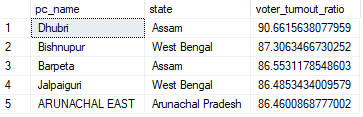 pc_name state voter_turnout_ratio
1 Dhubri Assam 90.6615638077959
2 Bishnupur West Bengal 87.3063466730252
3 Barpeta Assam 86.5531178548603
4 Jalpaiguri West Bengal 86.4853434009579
5 ARUNACHAL EAST Arunachal Pradesh 86.4600868777002